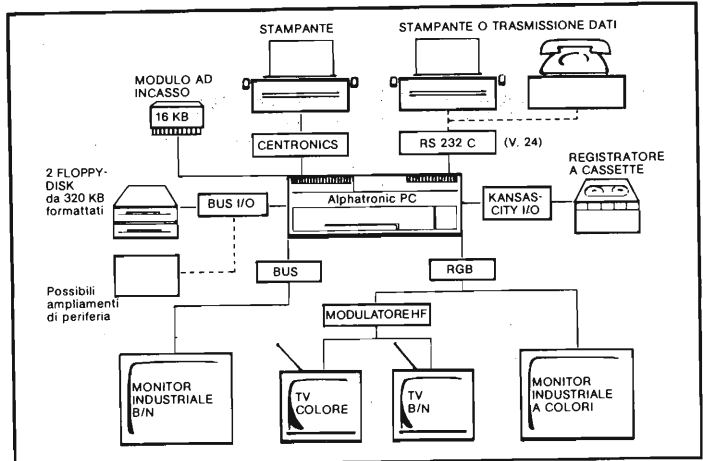 STAMPANTE
STAMPANTE O TRASMISSIONE DATI
MODULO AD
INCASSO
16 KB
CENTRONICS
RS 232 C (V. 24)
2 FLOPPY-
DISK
da 320 KB
formattati
BUS I/O
Alphatronic PC
KANSAS-
CITY I/O
REGISTRATORE
A CASSETTE
Possibili
ampliamenti
di periferia
BUS
RGB
MODULATORE HF
MONITOR
INDUSTRIALE
B/N
TV
COLORE
TV
B/N
MONITOR
INDUSTRIALE
A COLORI